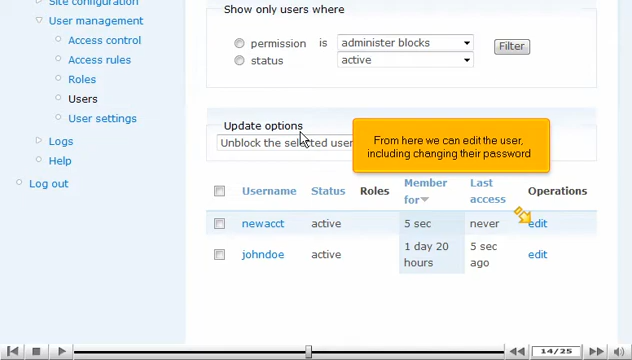 Site configuration
User management
Access control
Access rules
Roles
Users
User settings
Logs
Help
Log out
Show only users where
permission is administer blocks
status active
Filter
Update options
Unblock the selected user
From here we can edit the user,
including changing their password
Username Status Roles Member for Last access Operations
newacct active 5 sec never edit
johndoe active 1 day 20 hours 5 sec ago edit
14/25